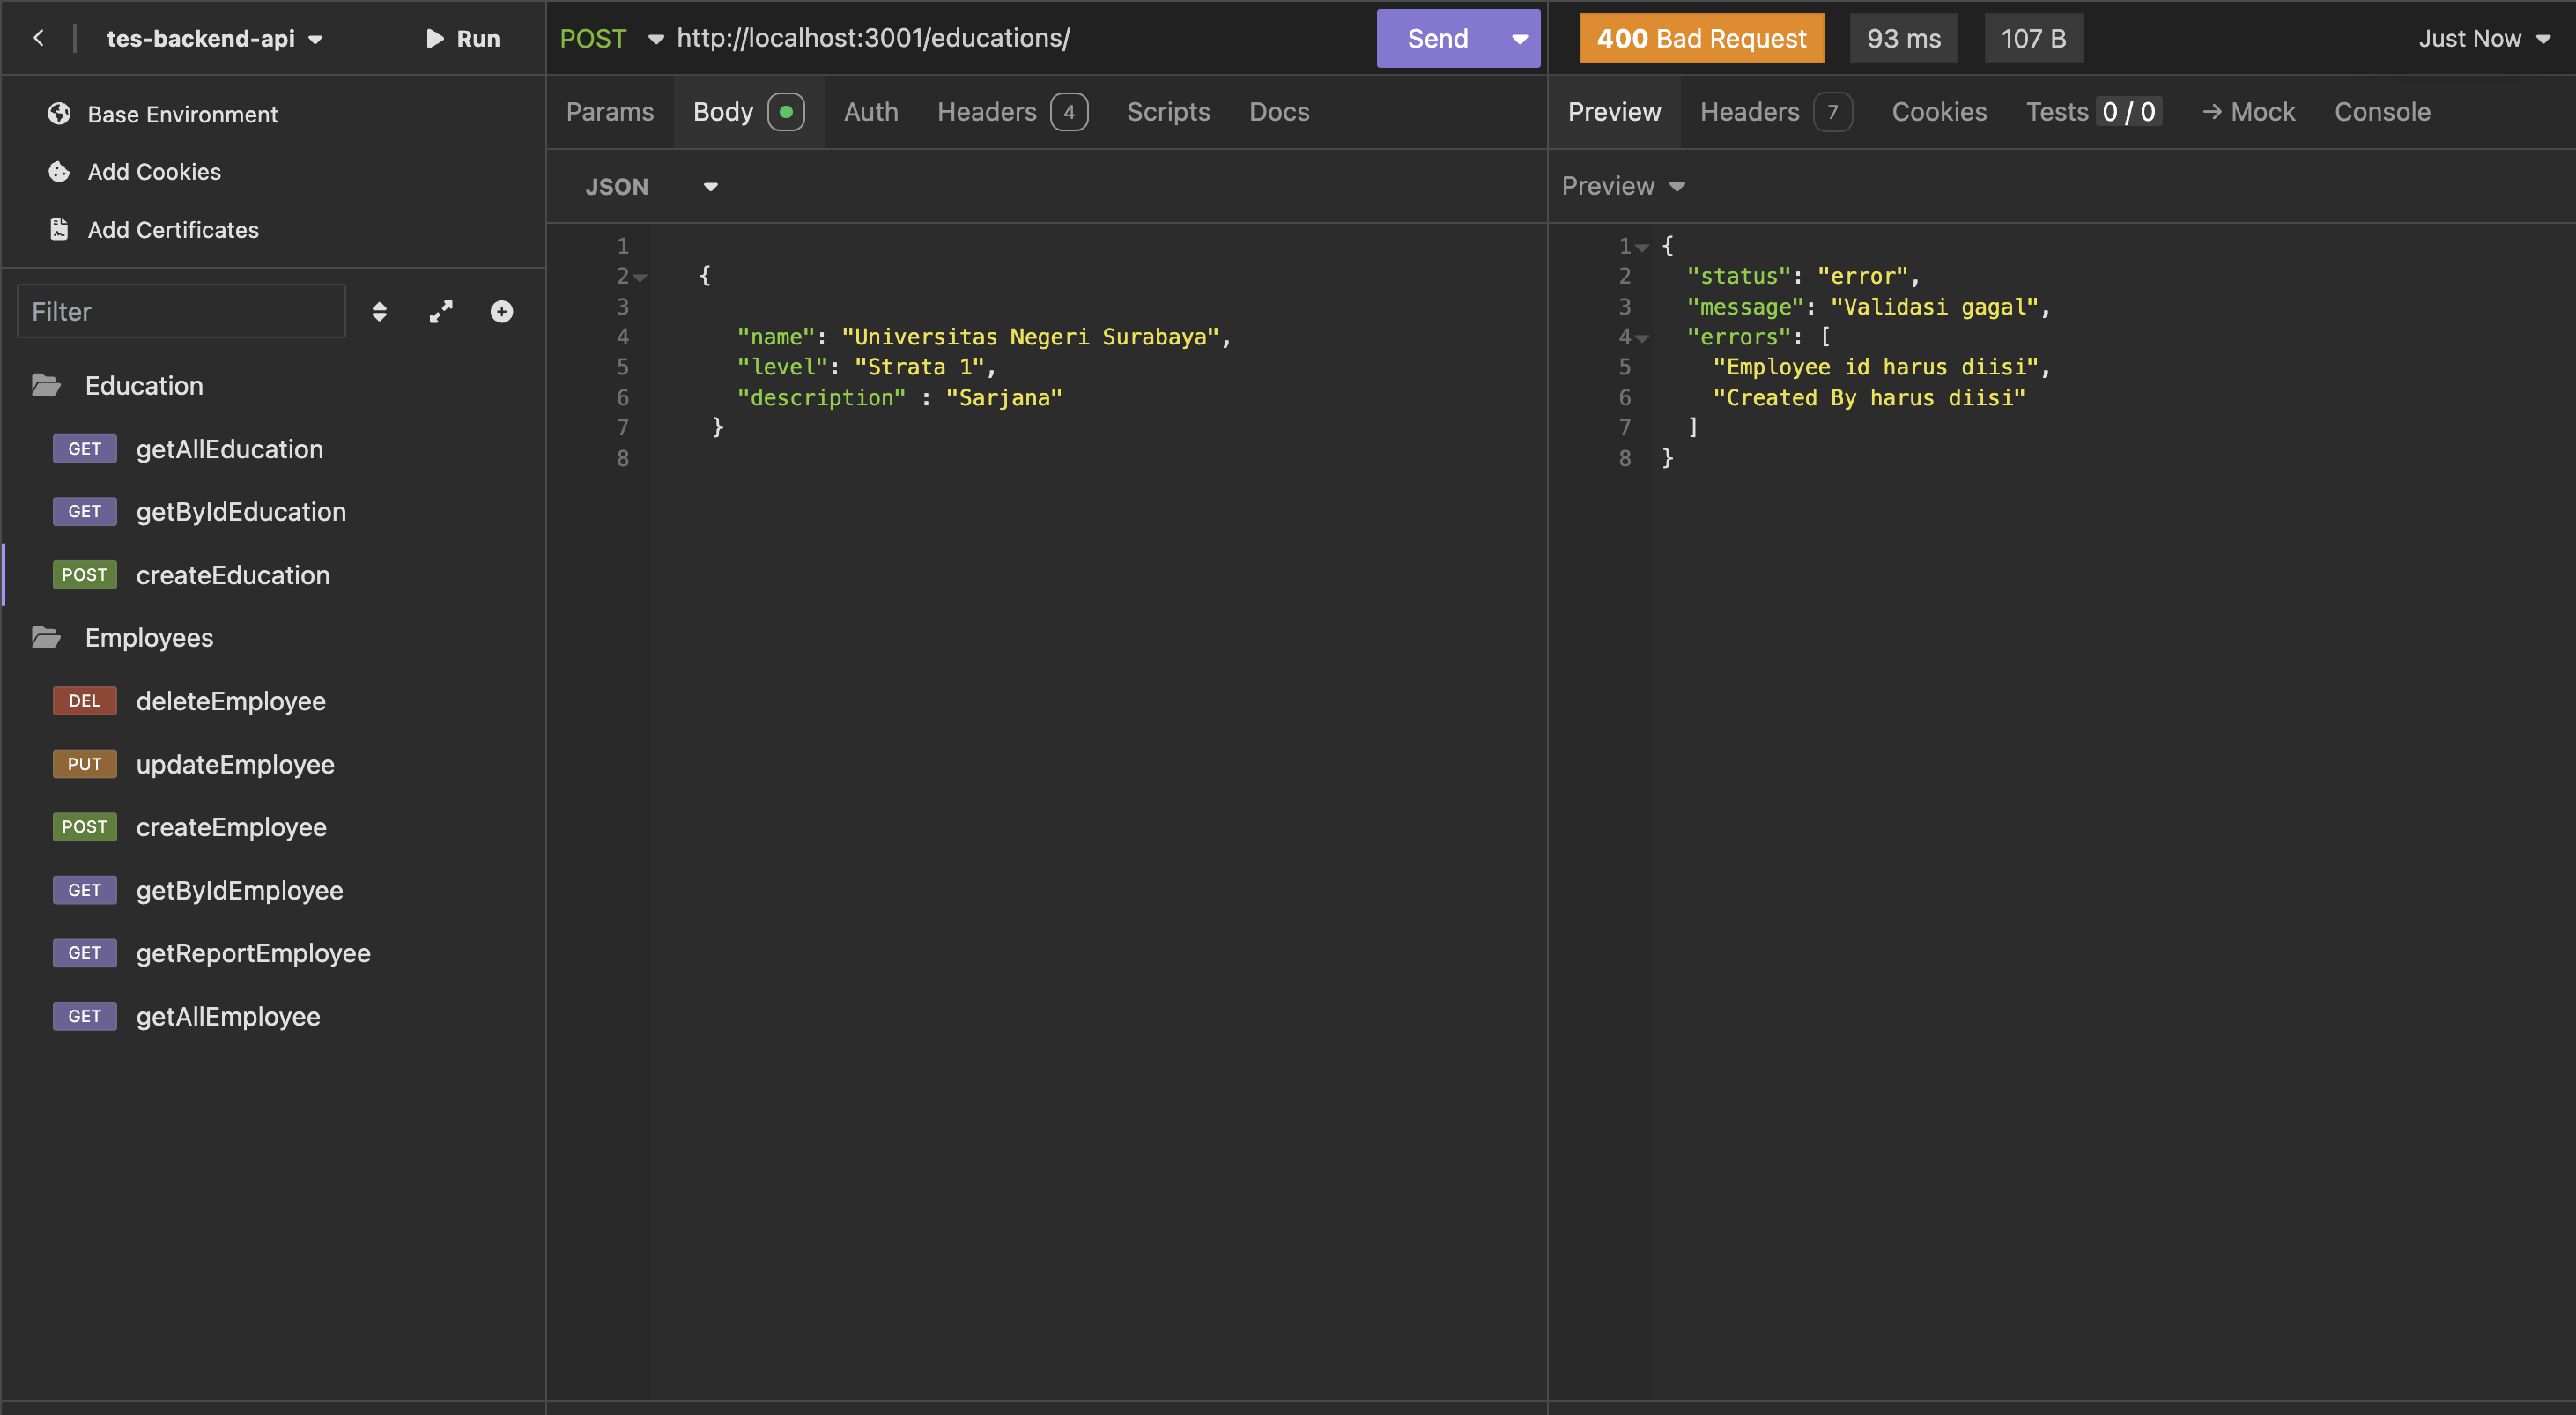 tes-backend-api
Run
Base Environment
Add Cookies
Add Certificates
Filter
Education
GET getAllEducation
GET getByIdEducation
POST createEducation
Employees
DEL deleteEmployee
PUT updateEmployee
POST createEmployee
GET getByIdEmployee
GET getReportEmployee
GET getAllEmployee
POST http://localhost:3001/educations/ Send
Params Body Auth Headers 4 Scripts Docs
JSON
1
2 {
3
4 "name": "Universitas Negeri Surabaya",
5 "level": "Strata 1",
6 "description" : "Sarjana"
7 }
8
400 Bad Request 93 ms 107 B Just Now
Preview Headers 7 Cookies Tests 0 / 0 → Mock Console
Preview
1 {
2 "status": "error",
3 "message": "Validasi gagal",
4 "errors": [
5 "Employee id harus diisi",
6 "Created By harus diisi"
7 ]
8 }